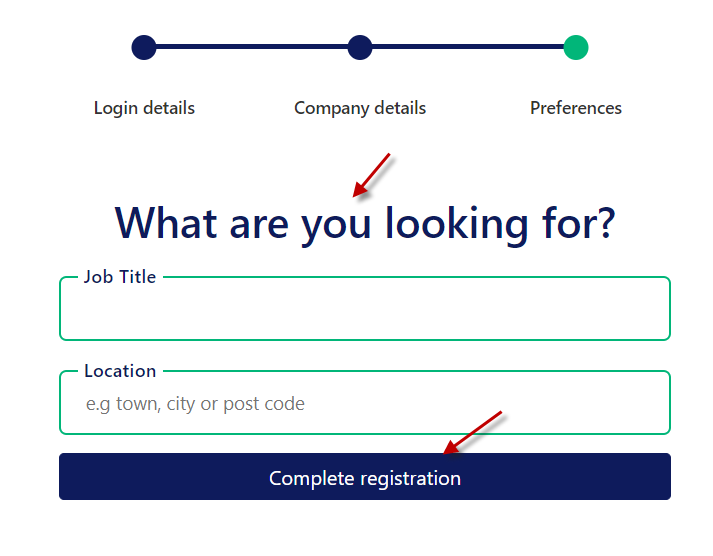 Login details
Company details
Preferences
What are you looking for?
Job Title
Location
e.g town, city or post code
Complete registration